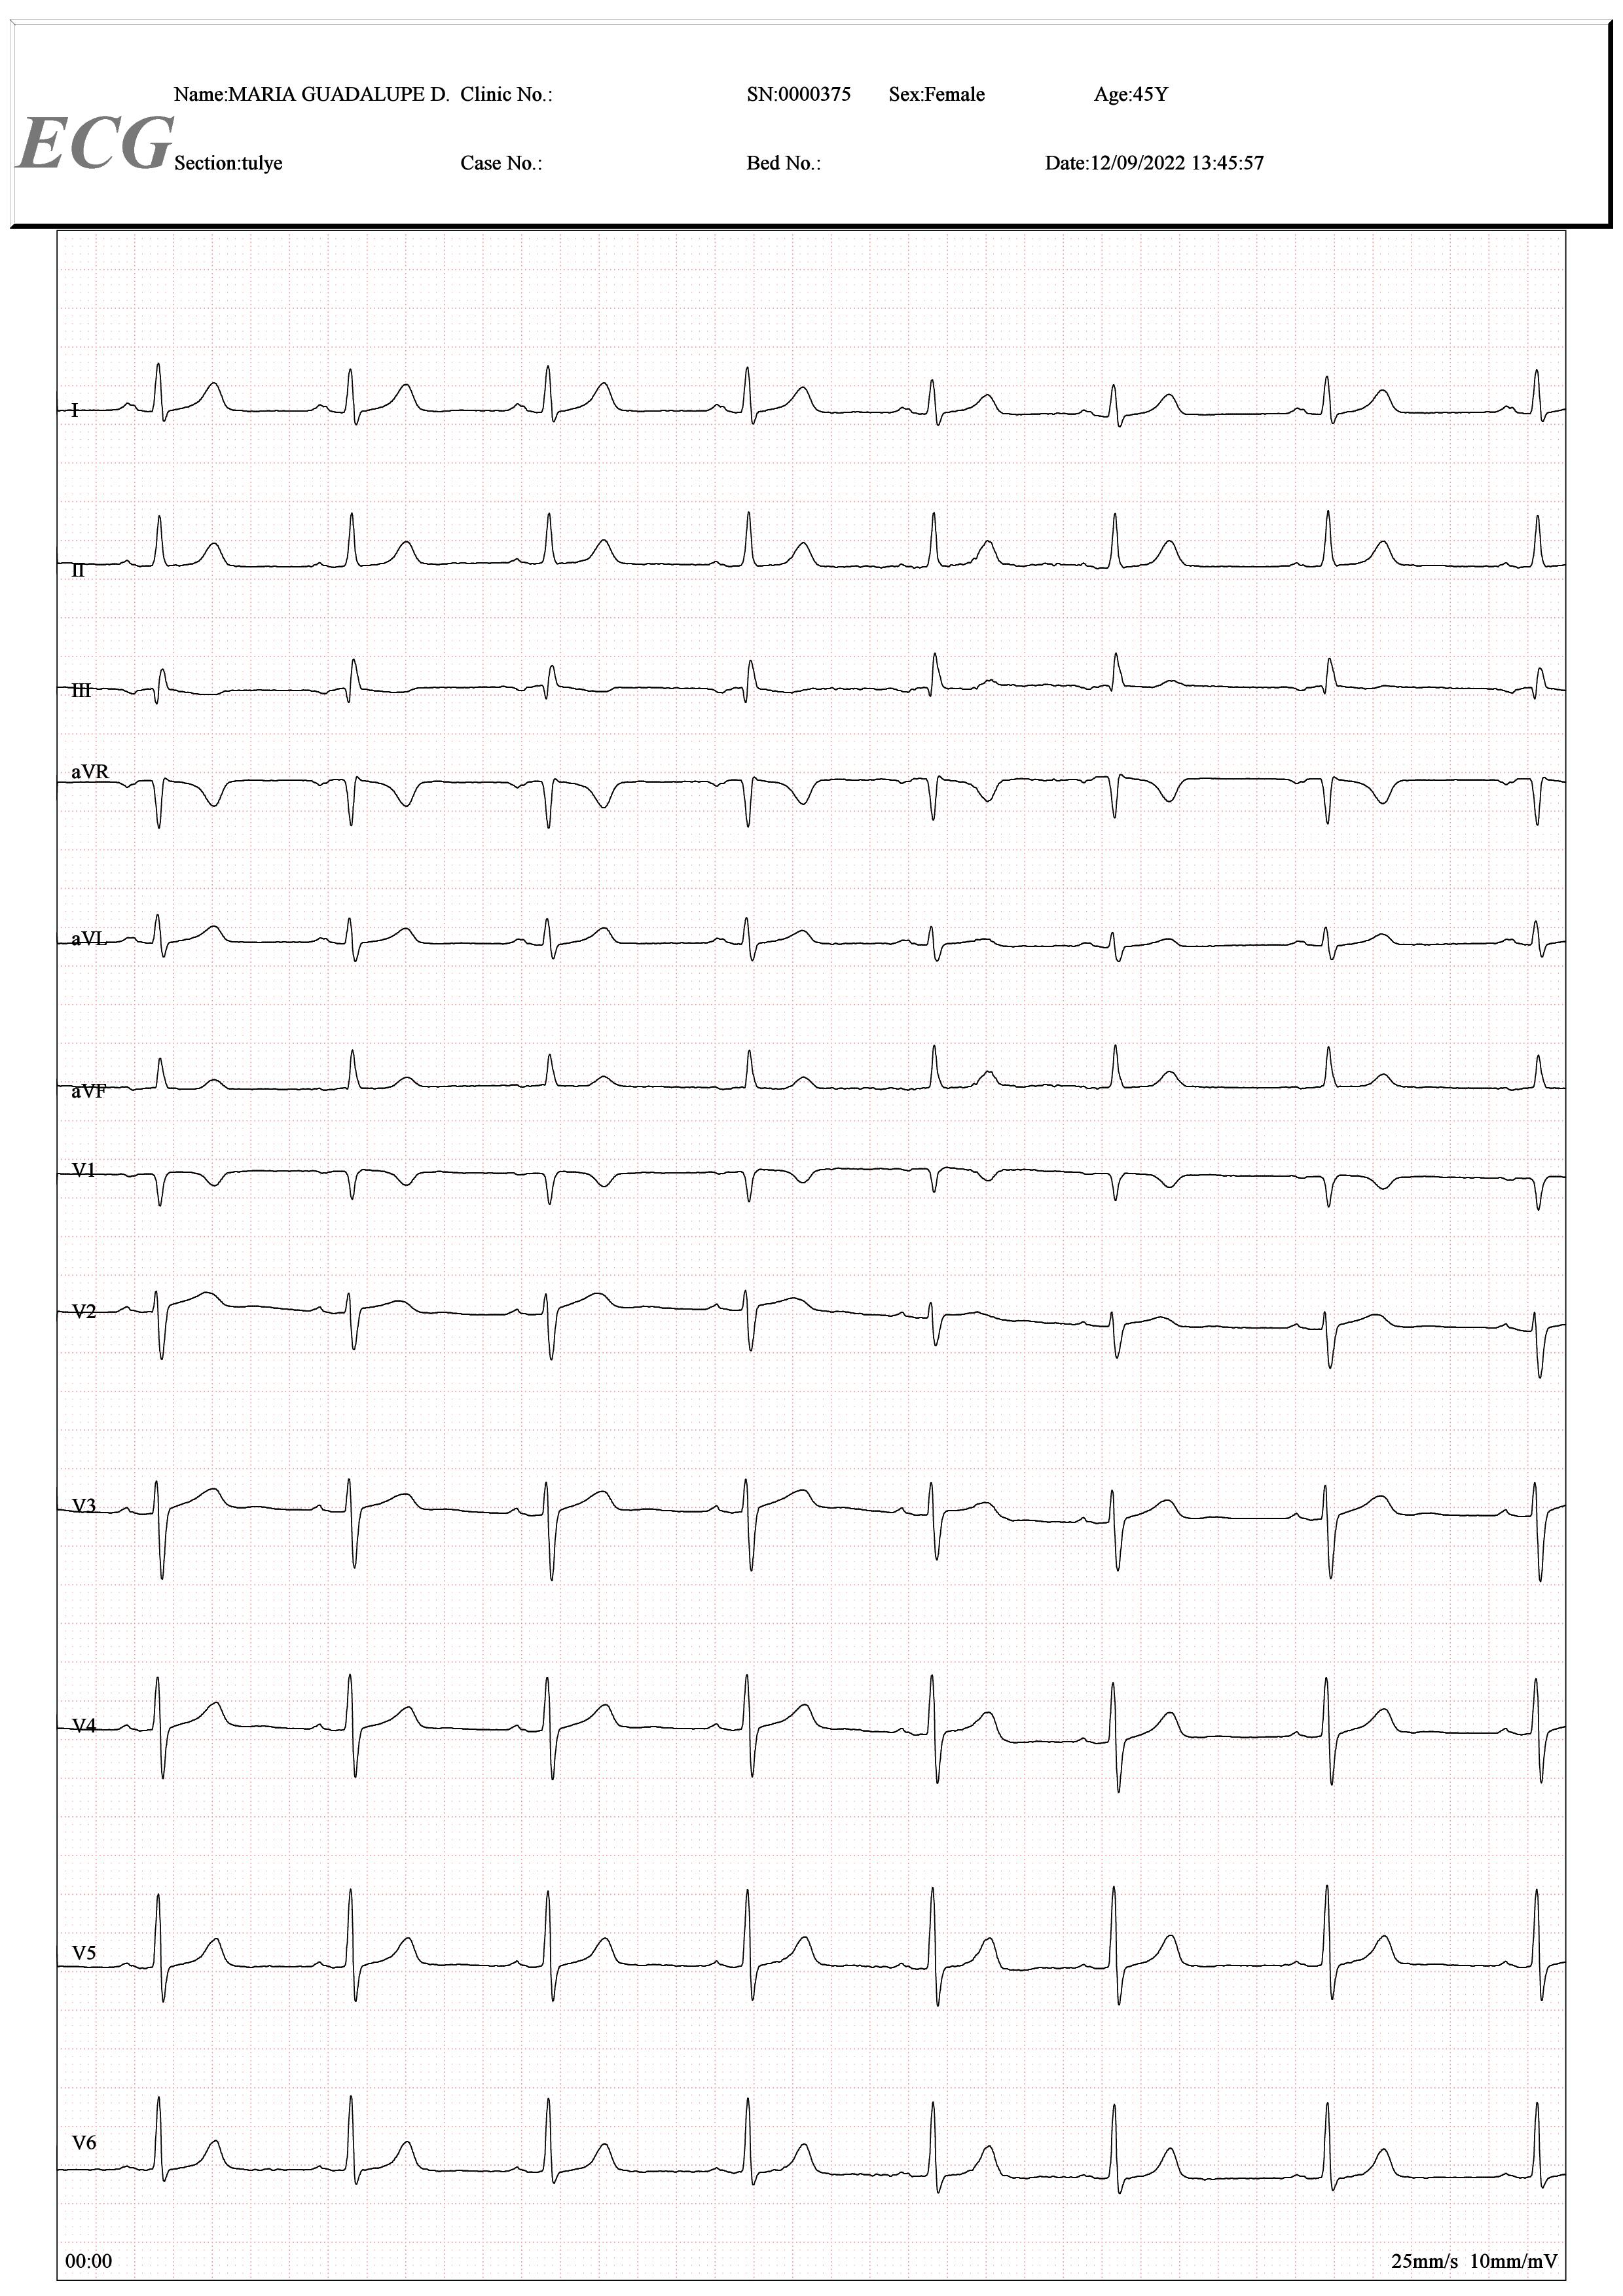 Name:MARIA GUADALUPE D. Clinic No.: SN:0000375 Sex:Female Age:45Y
ECG
Section:tulye Case No.: Bed No.: Date:12/09/2022 13:45:57
I
II
III
aVR
aVL
aVF
V1
V2
V3
V4
V5
V6
00:00 25mm/s 10mm/mV